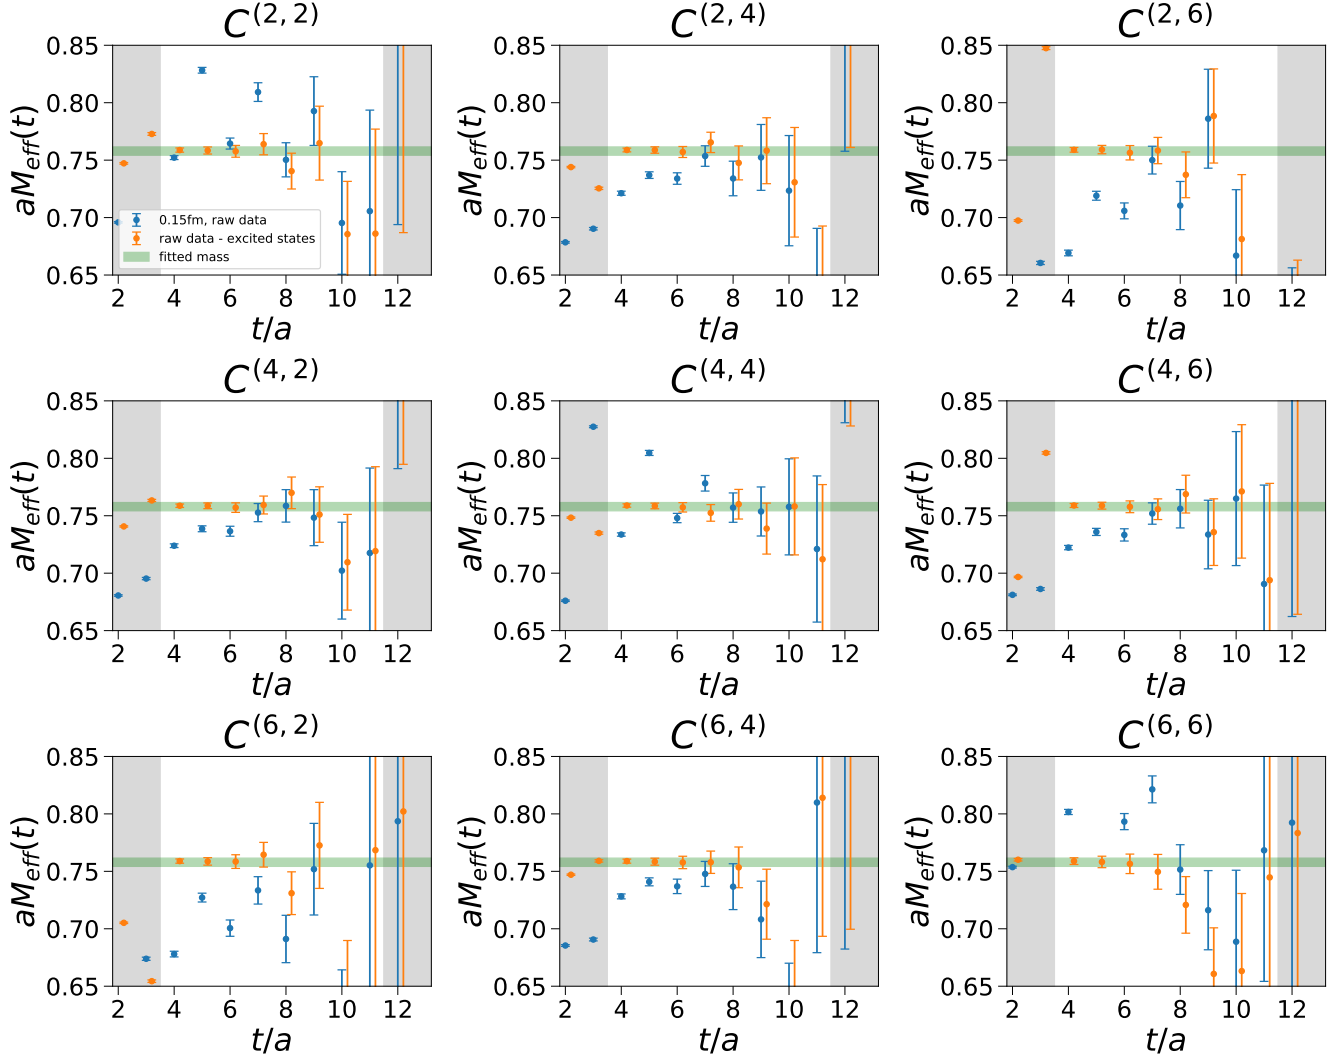 C(2, 2)
0.85
0.80
0.75
0.70
0.65
aMeff(t)
0.15fm, raw data
raw data - excited states
fitted mass
2 4 6 8 10 12
t/a
C(2, 4)
0.85
0.80
0.75
0.70
0.65
aMeff(t)
2 4 6 8 10 12
t/a
C(2, 6)
0.85
0.80
0.75
0.70
0.65
aMeff(t)
2 4 6 8 10 12
t/a
C(4, 2)
0.85
0.80
0.75
0.70
0.65
aMeff(t)
2 4 6 8 10 12
t/a
C(4, 4)
0.85
0.80
0.75
0.70
0.65
aMeff(t)
2 4 6 8 10 12
t/a
C(4, 6)
0.85
0.80
0.75
0.70
0.65
aMeff(t)
2 4 6 8 10 12
t/a
C(6, 2)
0.85
0.80
0.75
0.70
0.65
aMeff(t)
2 4 6 8 10 12
t/a
C(6, 4)
0.85
0.80
0.75
0.70
0.65
aMeff(t)
2 4 6 8 10 12
t/a
C(6, 6)
0.85
0.80
0.75
0.70
0.65
aMeff(t)
2 4 6 8 10 12
t/a